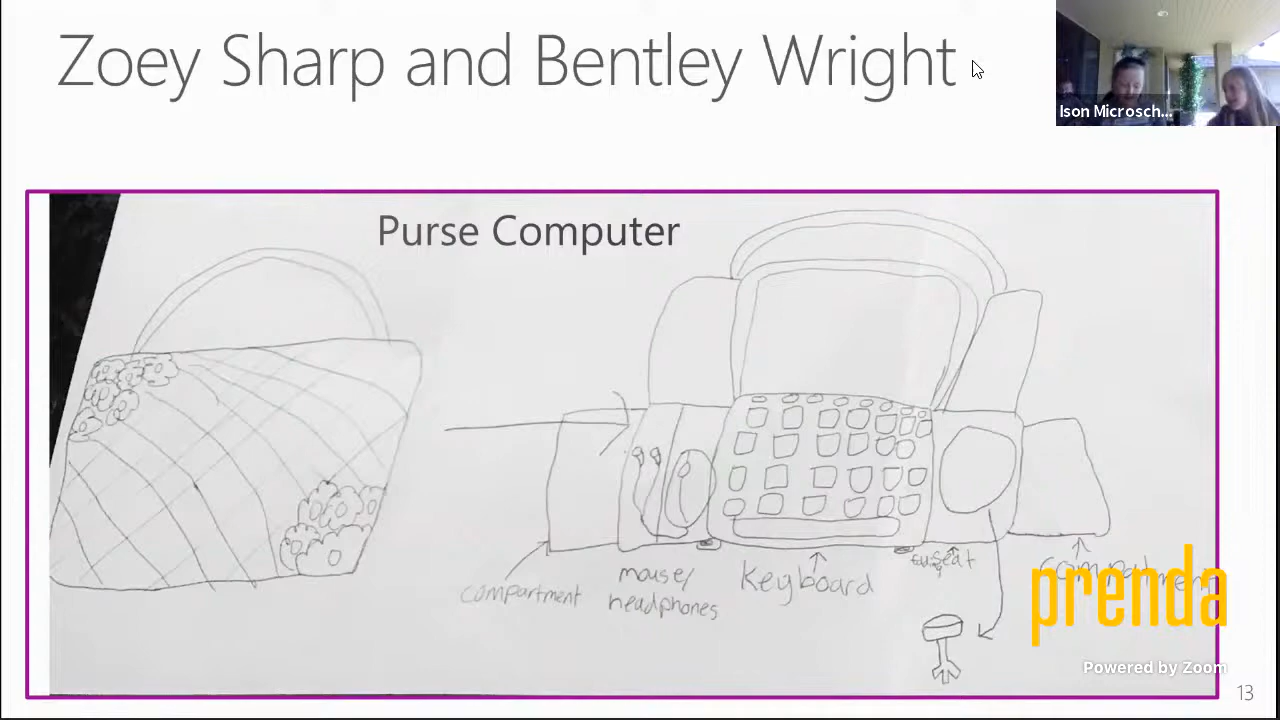 Zoey Sharp and Bentley Wright
Ison Microsch...
Purse Computer
compartment
mouse/
headphones
Keyboard
seat
compartment
prenda
Powered by Zoom
13